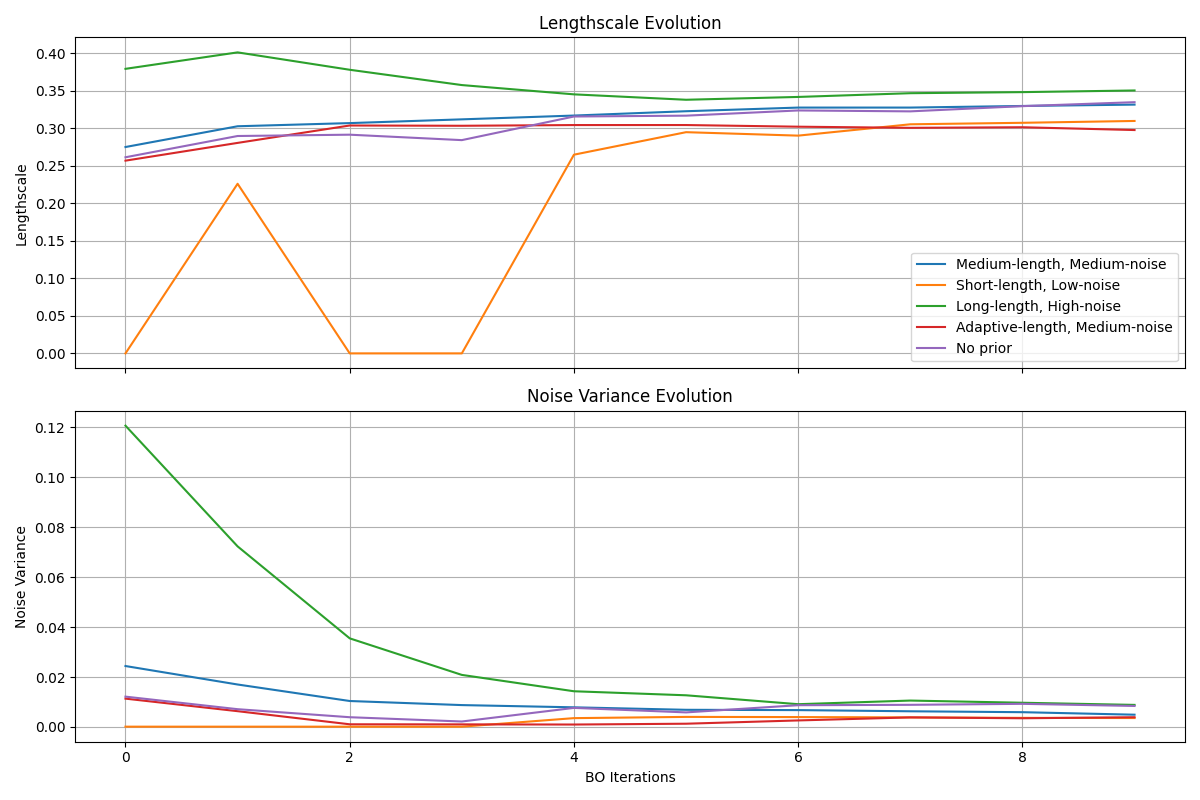 Lengthscale Evolution
0.40
0.35
0.30
0.25
0.20
0.15
0.10
0.05
0.00
Lengthscale
Medium-length, Medium-noise
Short-length, Low-noise
Long-length, High-noise
Adaptive-length, Medium-noise
No prior
Noise Variance Evolution
0.12
0.10
0.08
0.06
0.04
0.02
0.00
Noise Variance
0 2 4 6 8
BO Iterations